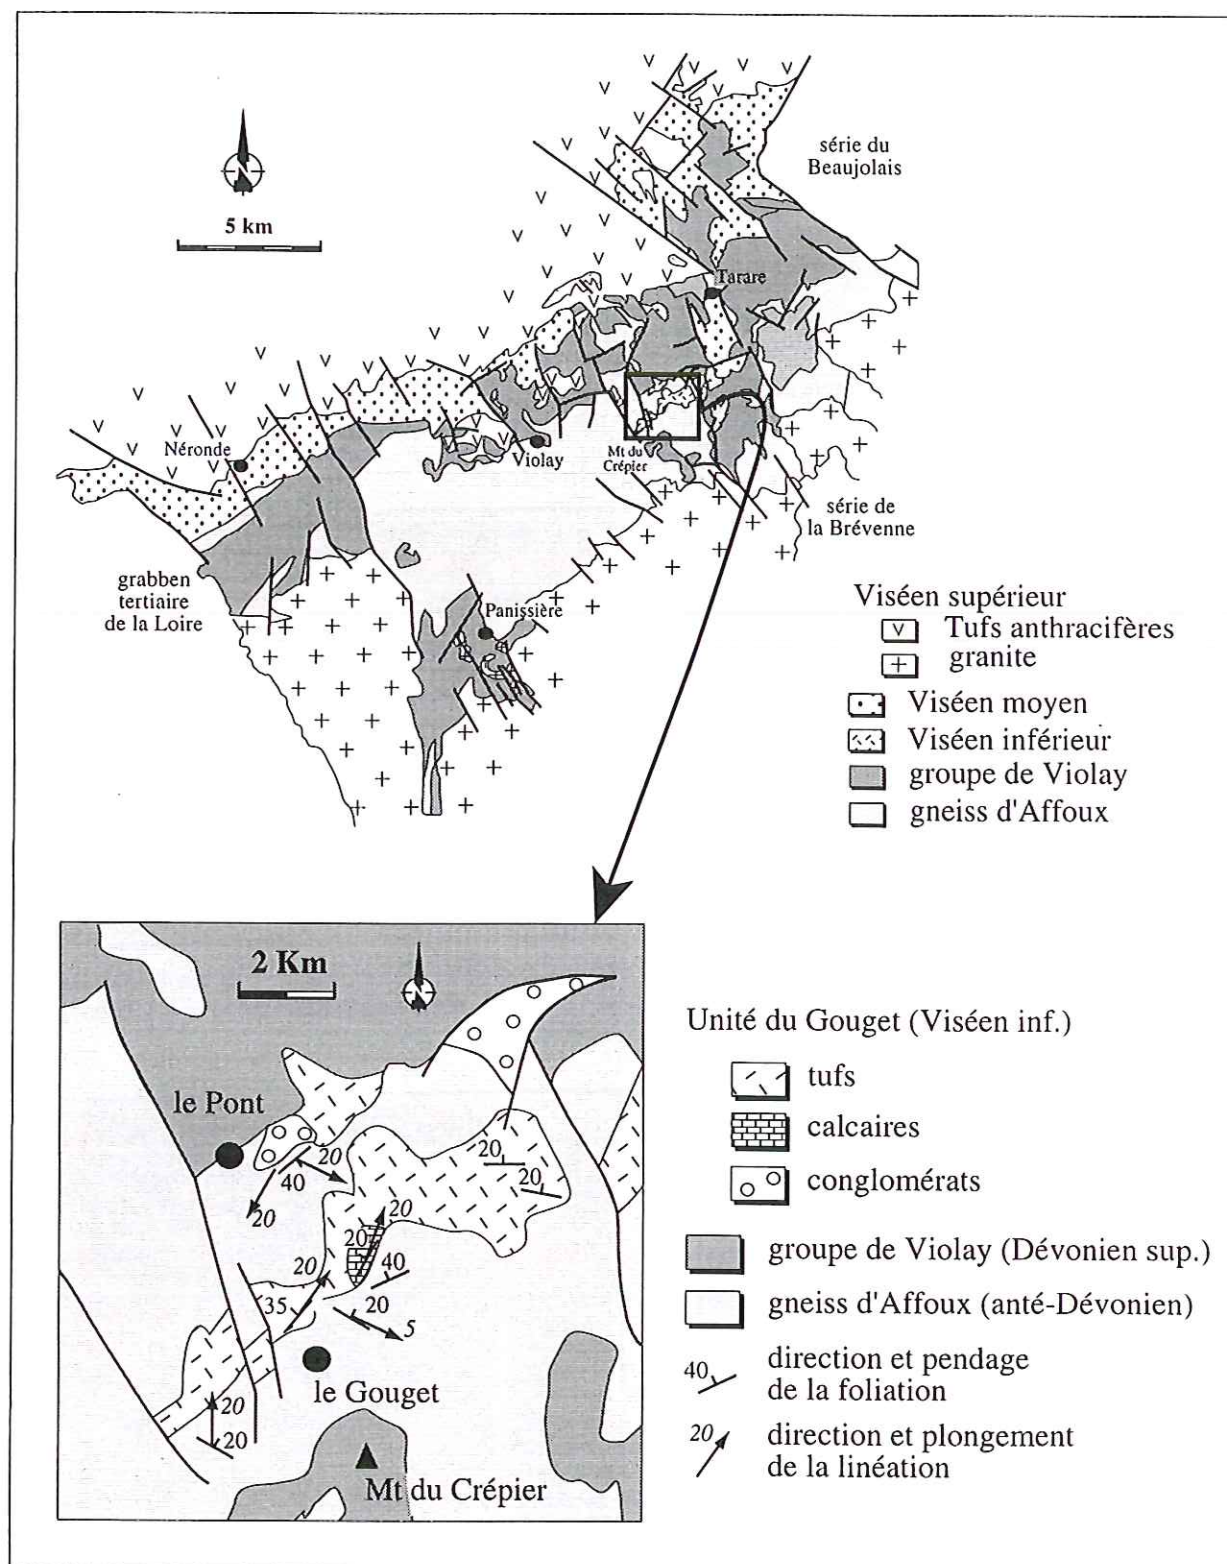 série du
Beaujolais
N
5 km
Tarare
Néronde
Violay
Mt du
Crépier
série de
la Brévenne
grabben
tertiaire
de la Loire
Panissière
Viséen supérieur
Tufs anthracifères
granite
Viséen moyen
Viséen inférieur
groupe de Violay
gneiss d'Affoux
2 Km
le Pont
20
40
20
20
20
20
20
20
40
35
20
5
le Gouget
20
20
Mt du Crépier
Unité du Gouget (Viséen inf.)
tufs
calcaires
conglomérats
groupe de Violay (Dévonien sup.)
gneiss d'Affoux (anté-Dévonien)
40
direction et pendage
de la foliation
20
direction et plongement
de la linéation